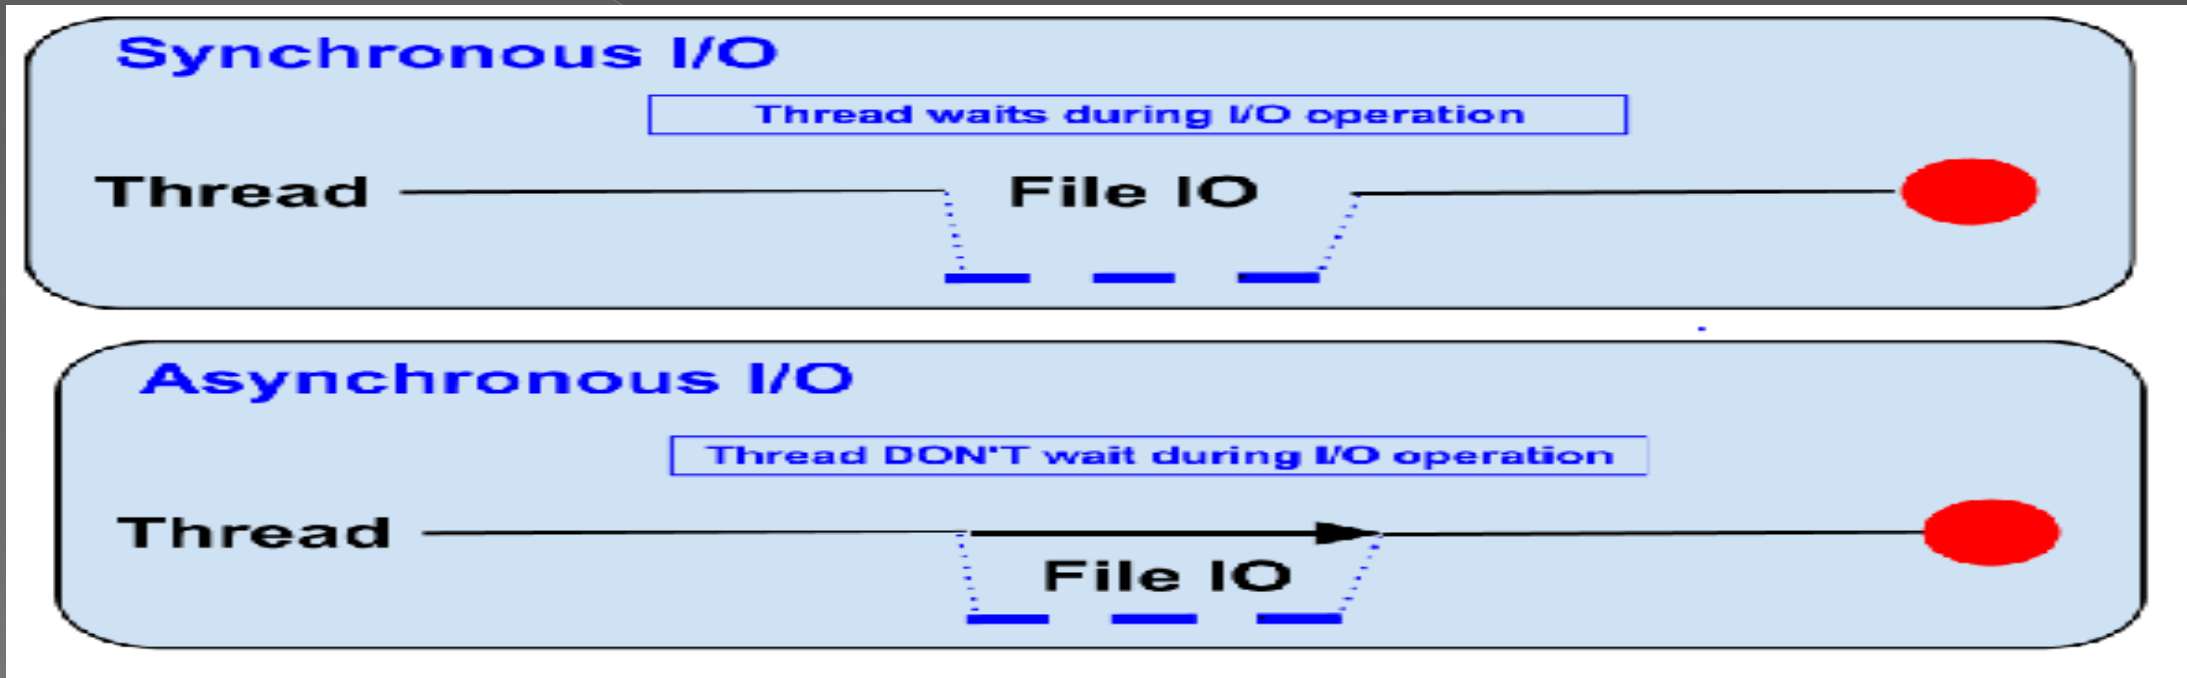 Synchronous I/O
Thread waits during I/O operation
Thread
File IO
Asynchronous I/O
Thread DON'T wait during I/O operation
Thread
File IO